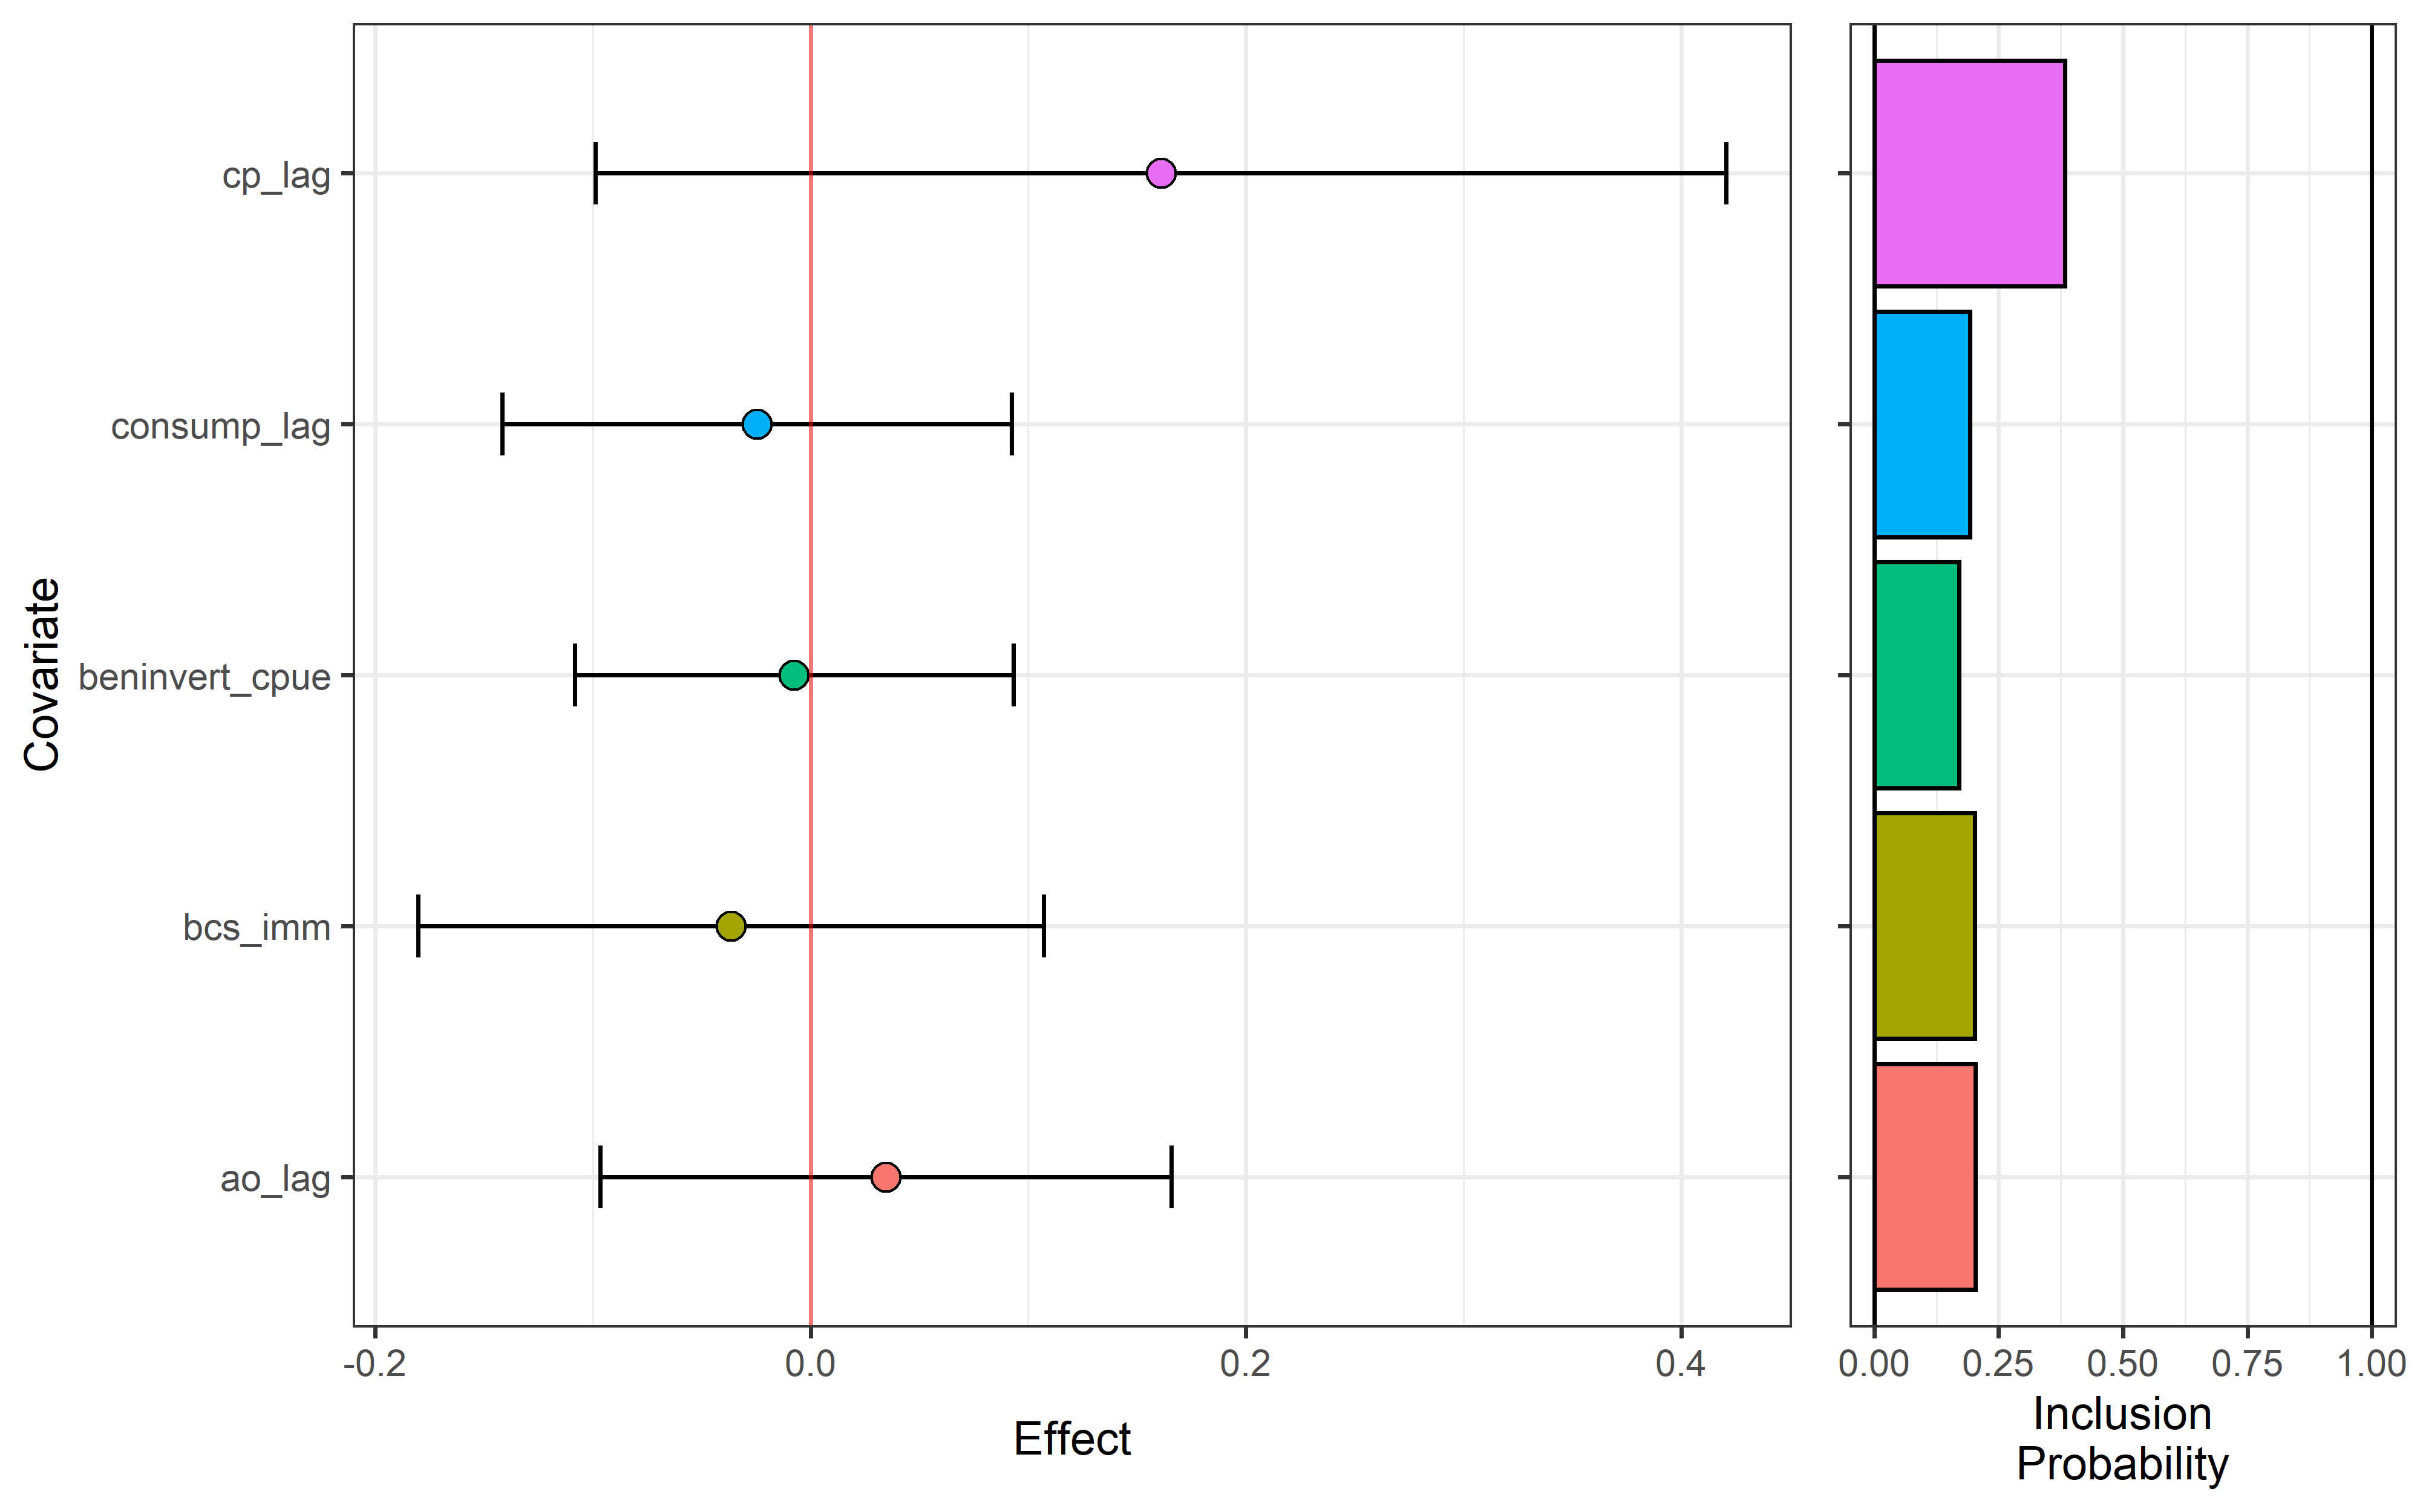 Covariate
cp_lag
consump_lag
beninvert_cpue
bcs_imm
ao_lag
-0.2 0.0 0.2 0.4
Effect
0.00 0.25 0.50 0.75 1.00
Inclusion
Probability